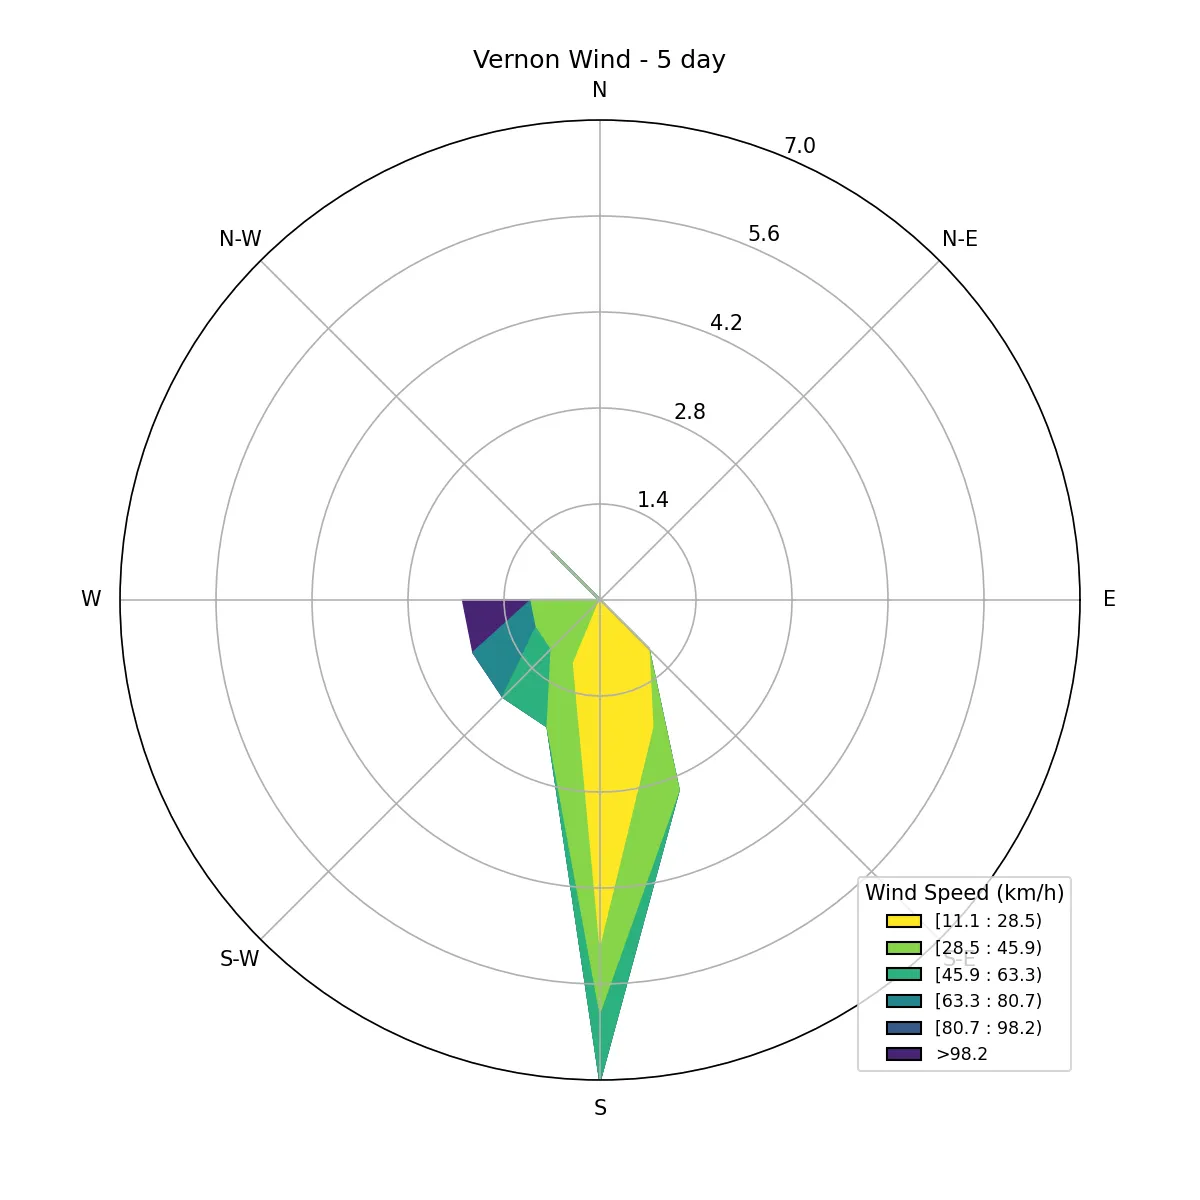 Vernon Wind - 5 day
N
7.0
5.6
N-W
N-E
4.2
2.8
1.4
W
E
Wind Speed (km/h)
[11.1 : 28.5)
[28.5 : 45.9)
S-W
S-E
[45.9 : 63.3)
[63.3 : 80.7)
[80.7 : 98.2)
>98.2
S